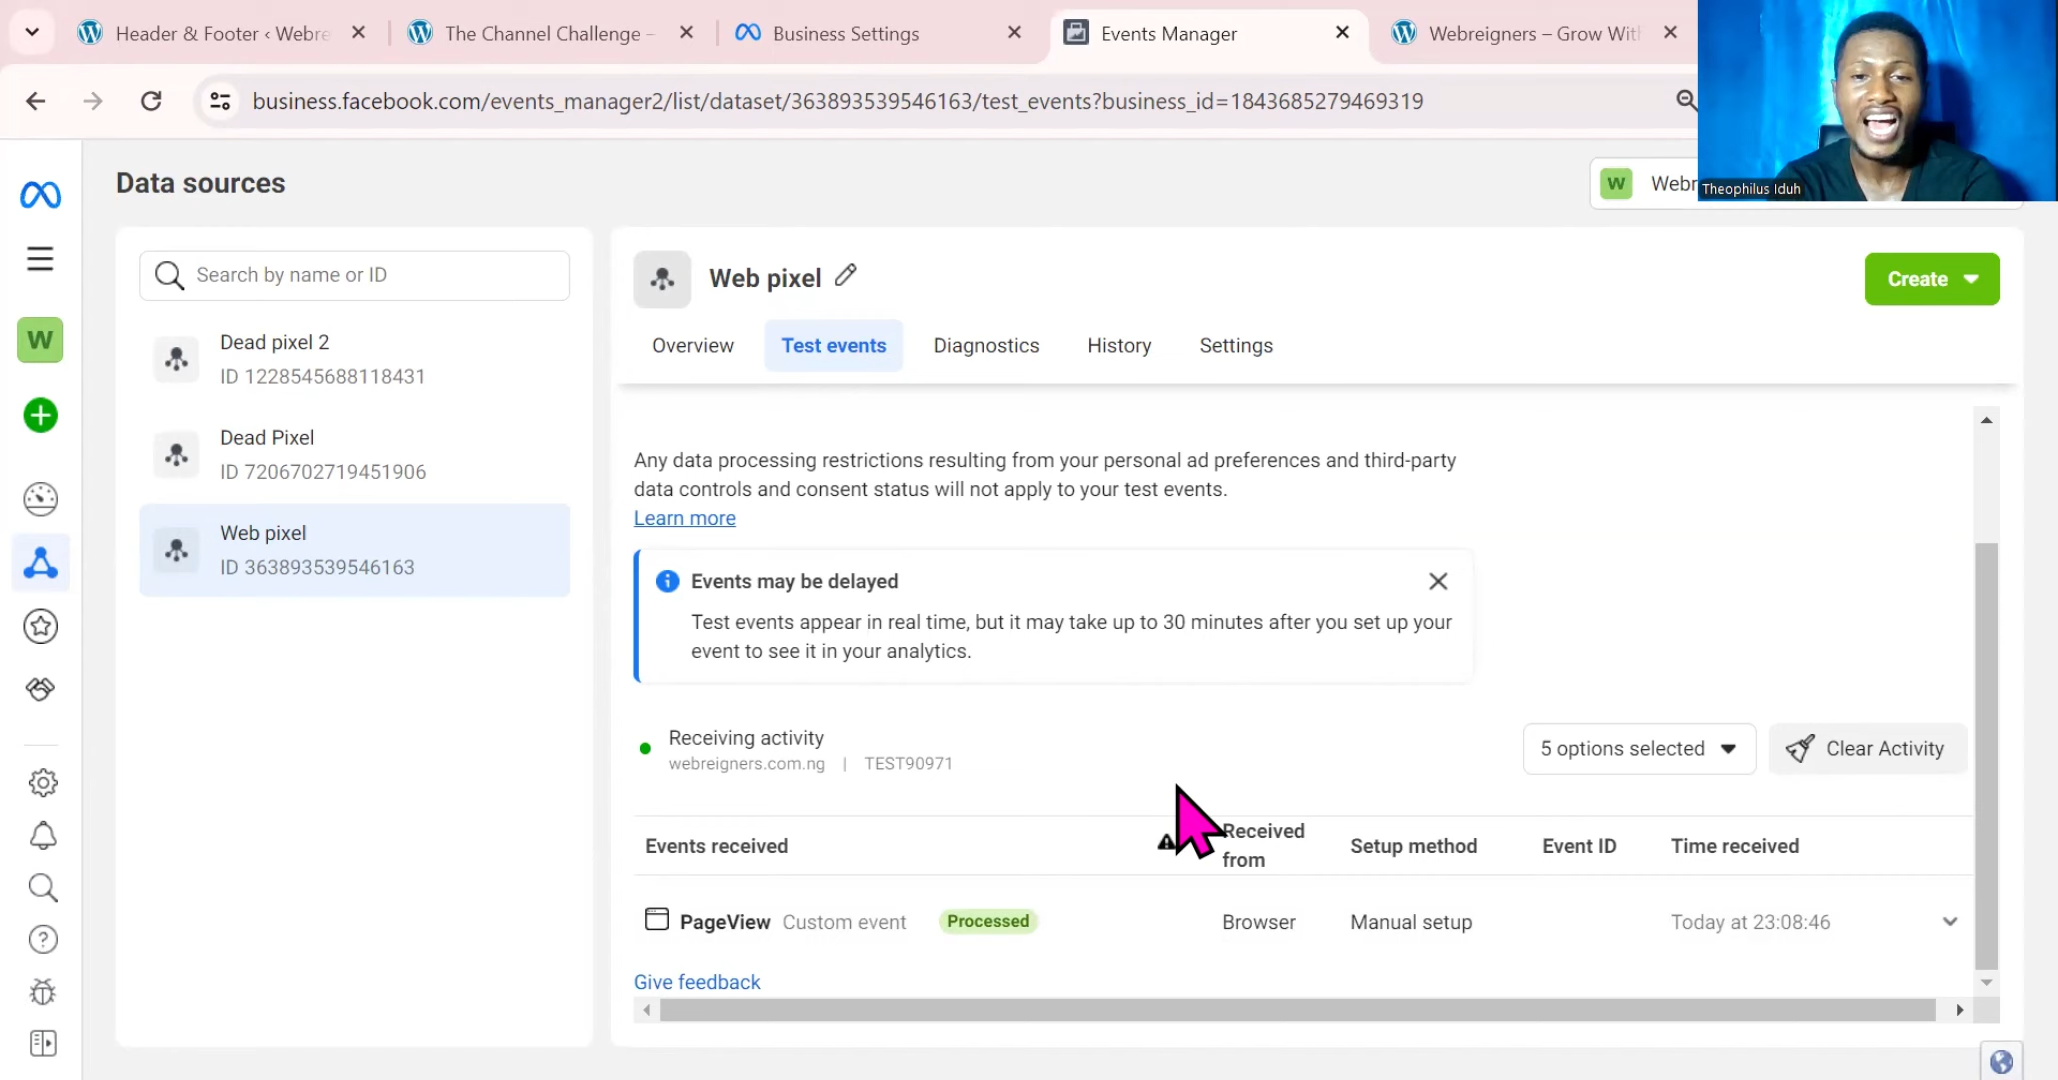 Header & Footer ‹ Webre
The Channel Challenge –
Business Settings
Events Manager
Webreigners – Grow Wit
business.facebook.com/events_manager2/list/dataset/363893539546163/test_events?business_id=1843685279469319
Theophilus Iduh
Data sources
W
Webr
W
Search by name or ID
Dead pixel 2
ID 1228545688118431
Dead Pixel
ID 7206702719451906
Web pixel
ID 363893539546163
Web pixel
Create
Overview
Test events
Diagnostics
History
Settings
Any data processing restrictions resulting from your personal ad preferences and third-party
data controls and consent status will not apply to your test events.
Learn more
Events may be delayed
Test events appear in real time, but it may take up to 30 minutes after you set up your
event to see it in your analytics.
Receiving activity
webreigners.com.ng | TEST90971
5 options selected
Clear Activity
Events received
Received
from
Setup method
Event ID
Time received
PageView Custom event
Processed
Browser
Manual setup
Today at 23:08:46
Give feedback